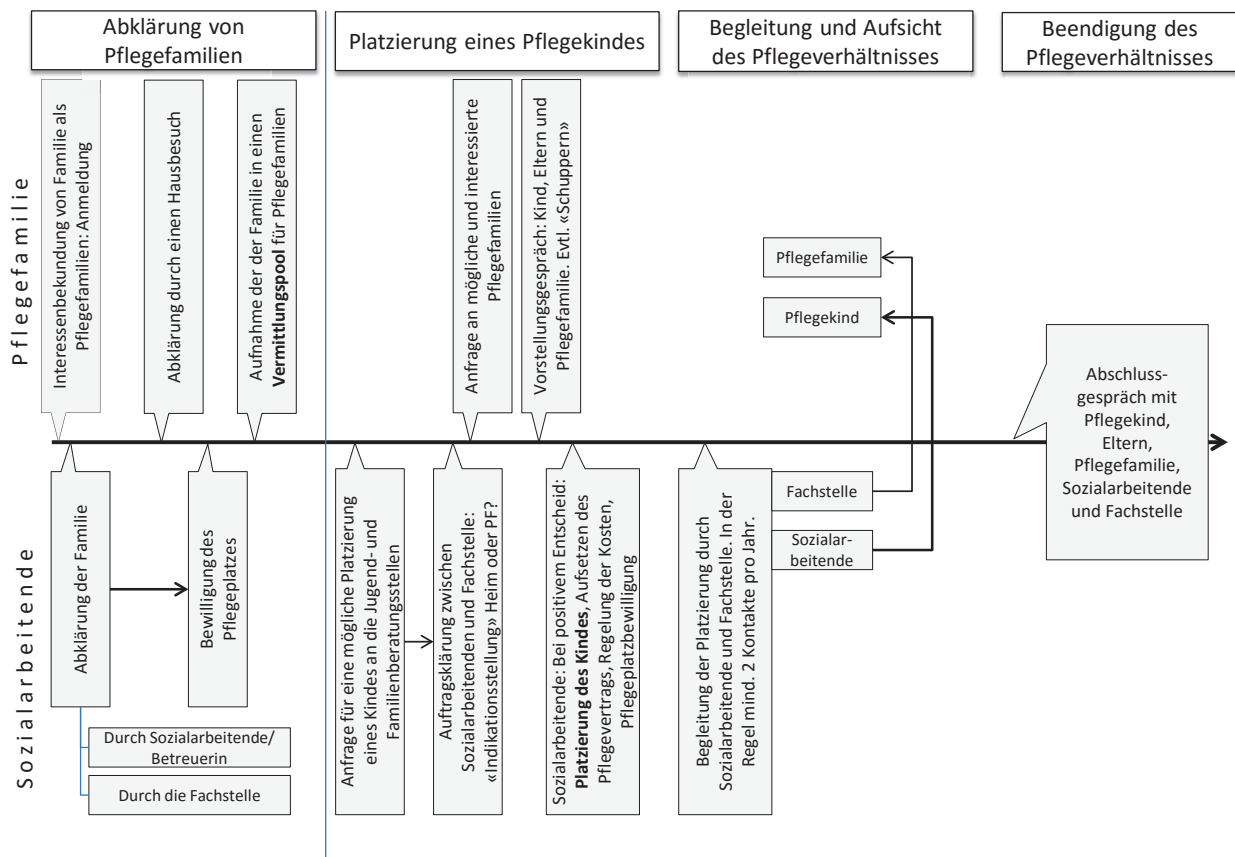 Abklärung von
Pflegefamilien
Platzierung eines Pflegekindes
Begleitung und Aufsicht
des Pflegeverhältnisses
Beendigung des
Pflegeverhältnisses
Pflegefamilie
Interessenbekundung von Familie als
Pflegefamilien: Anmeldung
Abklärung durch einen Hausbesuch
Aufnahme der der Familie in einen
Vermittlungspool für Pflegefamilien
Anfrage an mögliche und interessierte
Pflegefamilien
Vorstellungsgespräch: Kind, Eltern und
Pflegefamilie. Evtl. «Schuppern»
Pflegefamilie
Pflegekind
Abschluss-
gespräch mit
Pflegekind,
Eltern,
Pflegefamilie,
Sozialarbeitende
und Fachstelle
Sozialarbeitende
Abklärung der Familie
Bewilligung des
Pflegeplatzes
Durch Sozialarbeitende/
Betreuerin
Durch die Fachstelle
Anfrage für eine mögliche Platzierung
eines Kindes an die Jugend- und
Familienberatungsstellen
Auftragsklärung zwischen
Sozialarbeitenden und Fachstelle:
«Indikationsstellung» Heim oder PF?
Sozialarbeitende: Bei positivem Entscheid:
Platzierung des Kindes, Aufsetzen des
Pflegevertrags, Regelung der Kosten,
Pflegeplatzbewilligung
Begleitung der Platzierung durch
Sozialarbeitende und Fachstelle. In der
Regel mind. 2 Kontakte pro Jahr.
Fachstelle
Sozialar-
beitende